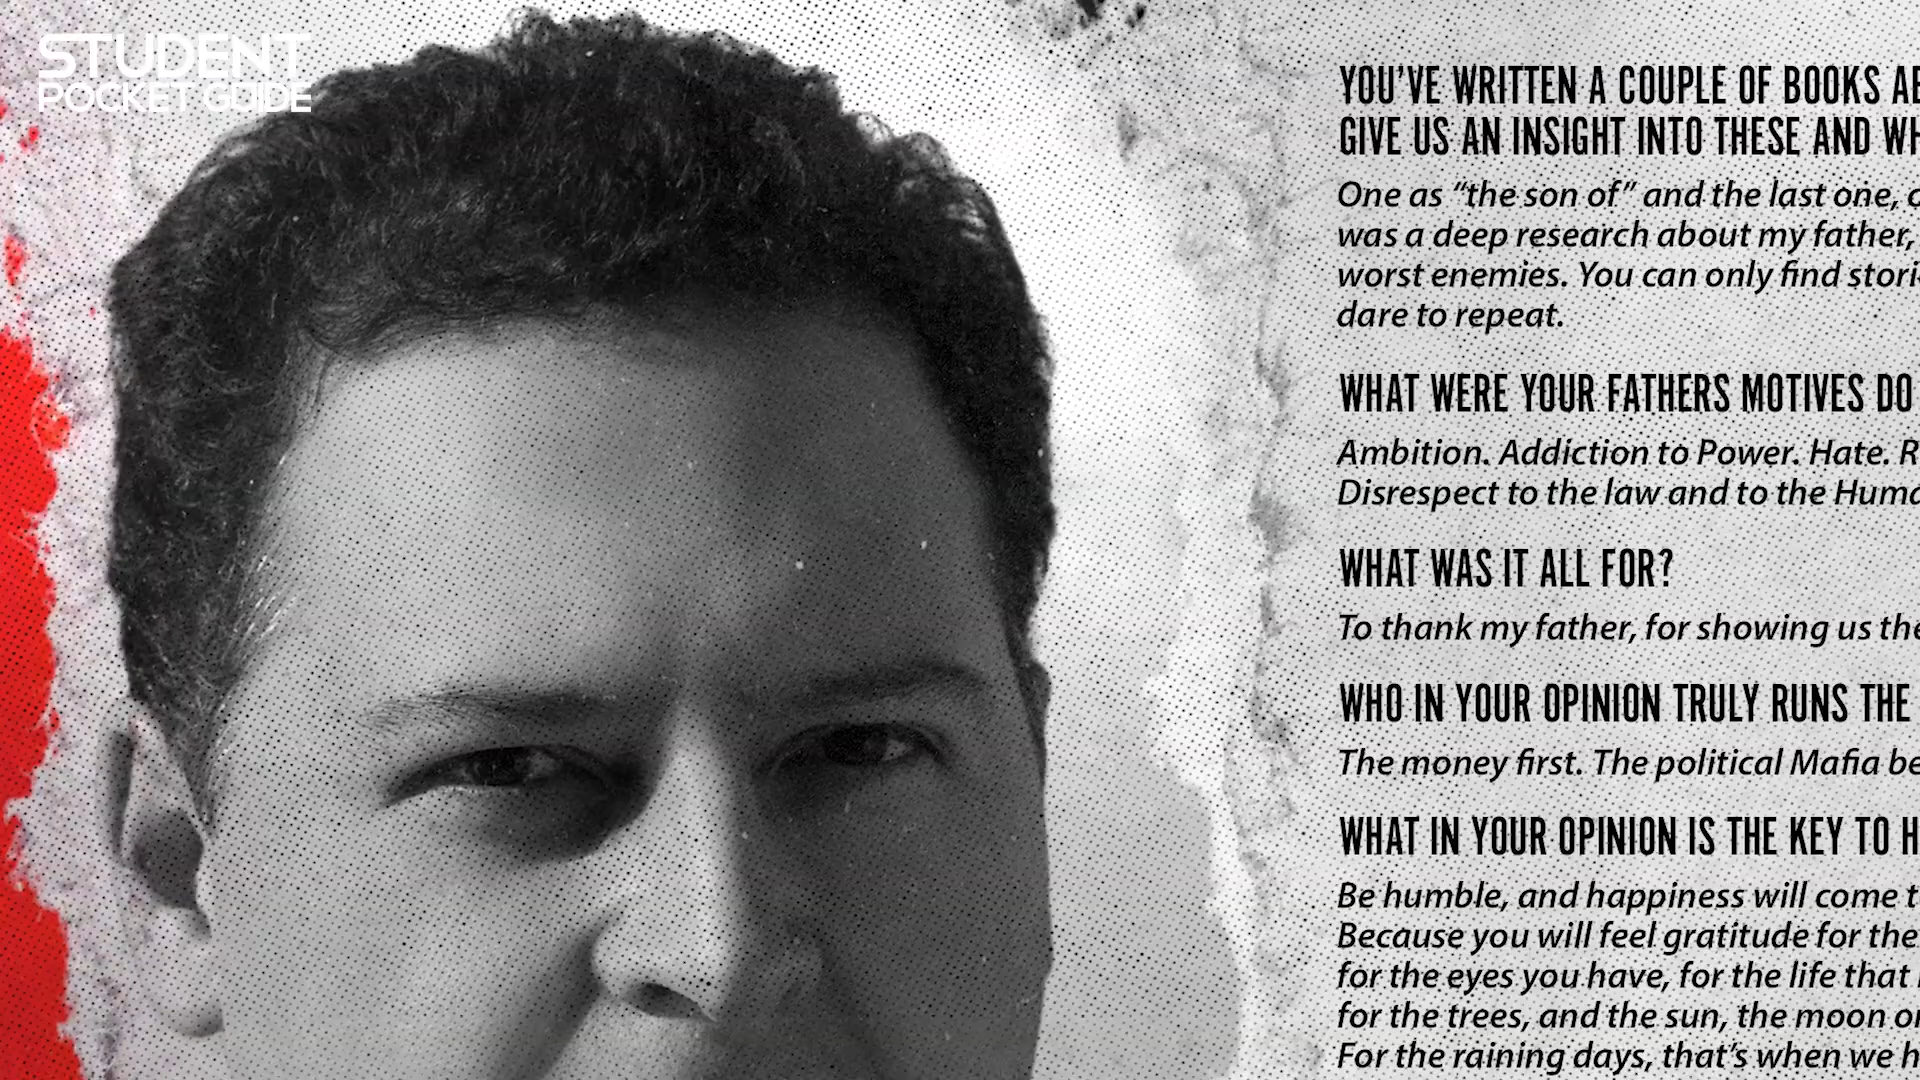 STUDENT
POCKET GUIDE
YOU'VE WRITTEN A COUPLE OF BOOKS
GIVE US AN INSIGHT INTO THESE AND
One as “the son of” and the last one,
was a deep research about my father,
worst enemies. You can only find
dare to repeat.
WHAT WERE YOUR FATHERS MOTIVES DO
Ambition. Addiction to Power. Hate.
Disrespect to the law and to the
WHAT WAS IT ALL FOR?
To thank my father, for showing us
WHO IN YOUR OPINION TRULY RUNS THE
The money first. The political Mafia
WHAT IN YOUR OPINION IS THE KEY TO
Be humble, and happiness will come
Because you will feel gratitude for
for the eyes you have, for the life that
for the trees, and the sun, the moon
For the raining days, that's when we